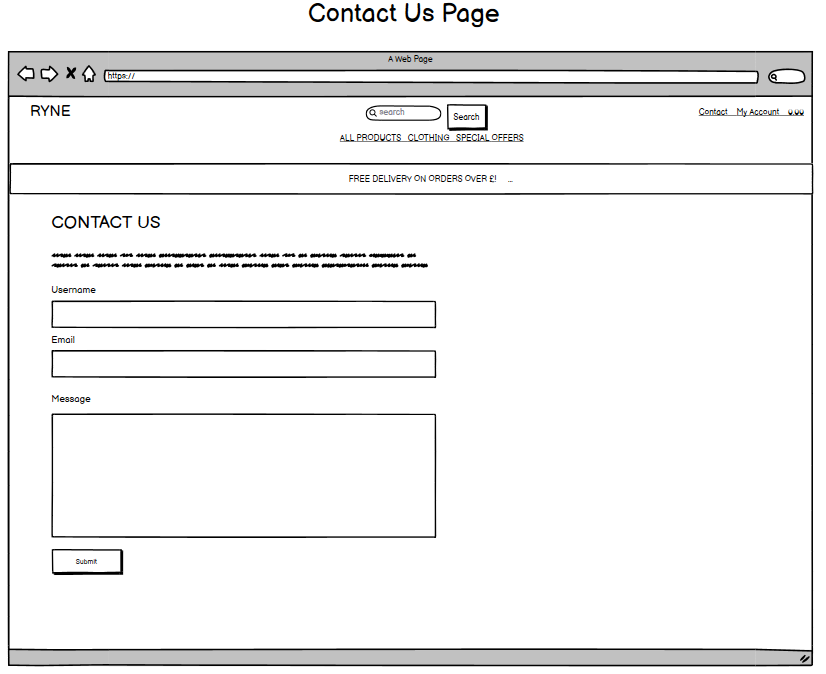 Contact Us Page
A Web Page
https://
RYNE
search
Search
Contact My Account 0.00
ALL PRODUCTS CLOTHING SPECIAL OFFERS
FREE DELIVERY ON ORDERS OVER £! ...
CONTACT US
Username
Email
Message
Submit